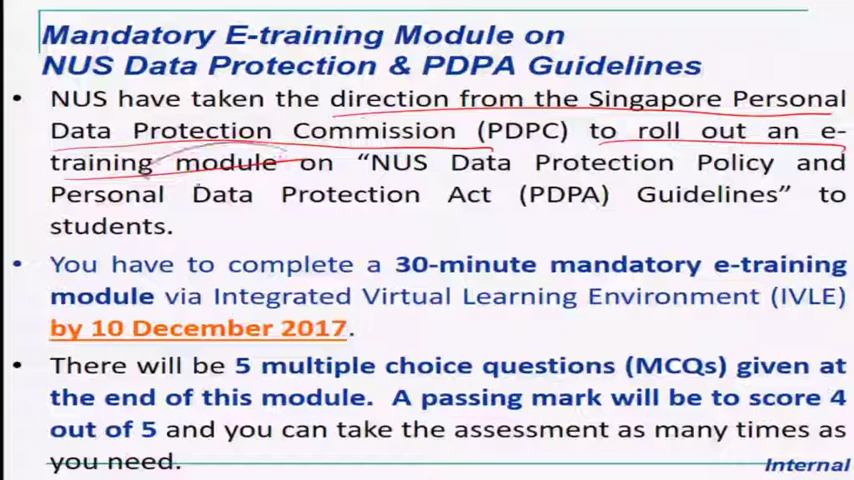 Mandatory E-training Module on
NUS Data Protection & PDPA Guidelines
• NUS have taken the direction from the Singapore Personal
Data Protection Commission (PDPC) to roll out an e-
training module on “NUS Data Protection Policy and
Personal Data Protection Act (PDPA) Guidelines” to
students.
• You have to complete a 30-minute mandatory e-training
module via Integrated Virtual Learning Environment (IVLE)
by 10 December 2017.
• There will be 5 multiple choice questions (MCQs) given at
the end of this module. A passing mark will be to score 4
out of 5 and you can take the assessment as many times as
you need.
Internal